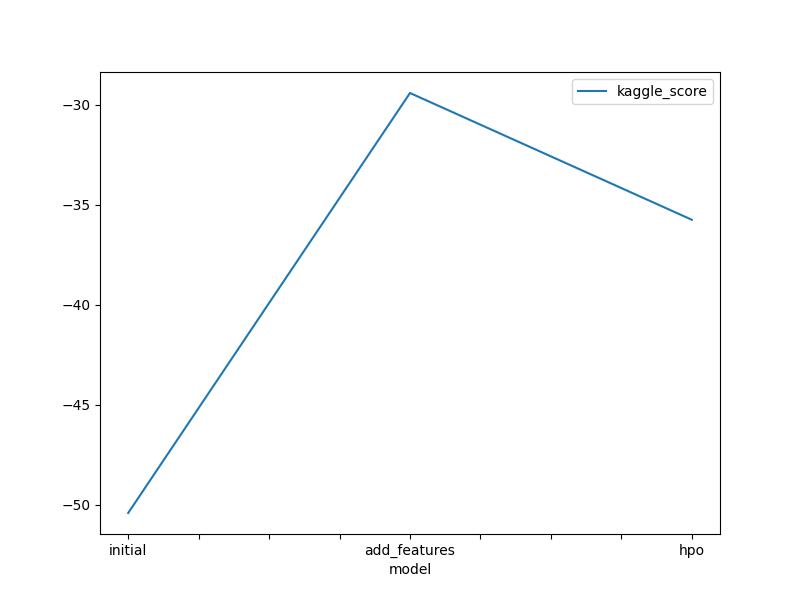 kaggle_score
−30
−35
−40
−45
−50
initial
add_features
hpo
model